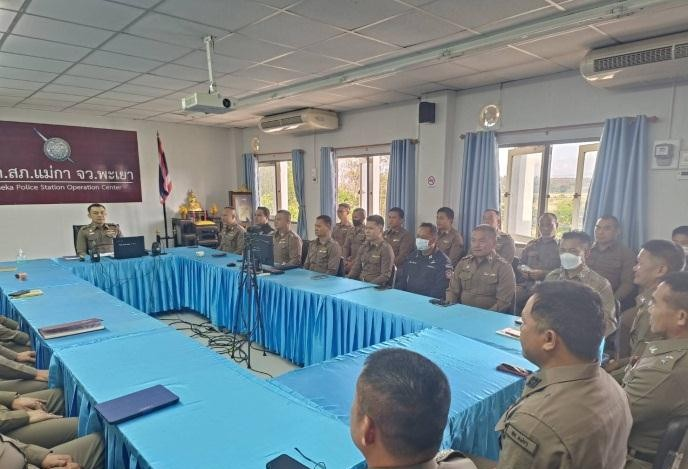 .สภ.แม่กา จว.พะเยา
eka Police Station Operation Center